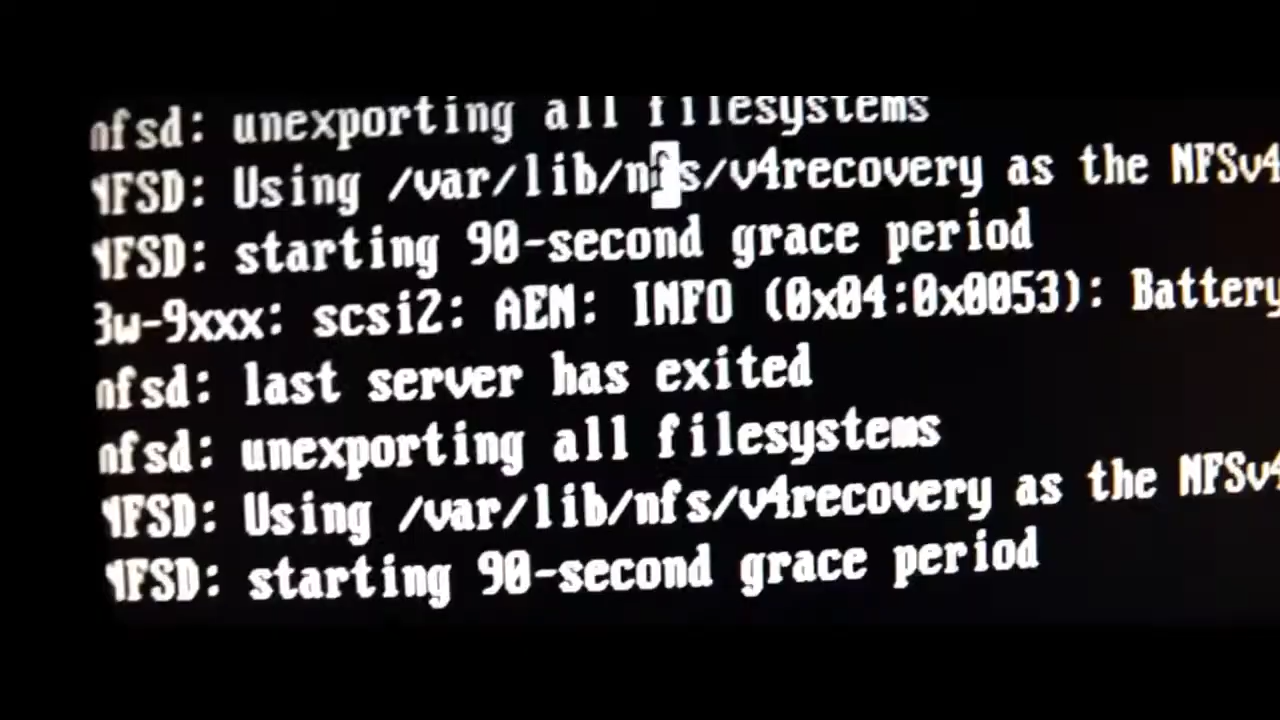 nfsd: unexporting all filesystems
NFSD: Using /var/lib/nfs/v4recovery as the NFSv4
NFSD: starting 90-second grace period
3w-9xxx: scsi2: AEN: INFO (0x04:0x0053): Battery
nfsd: last server has exited
nfsd: unexporting all filesystems
NFSD: Using /var/lib/nfs/v4recovery as the NFSv4
NFSD: starting 90-second grace period